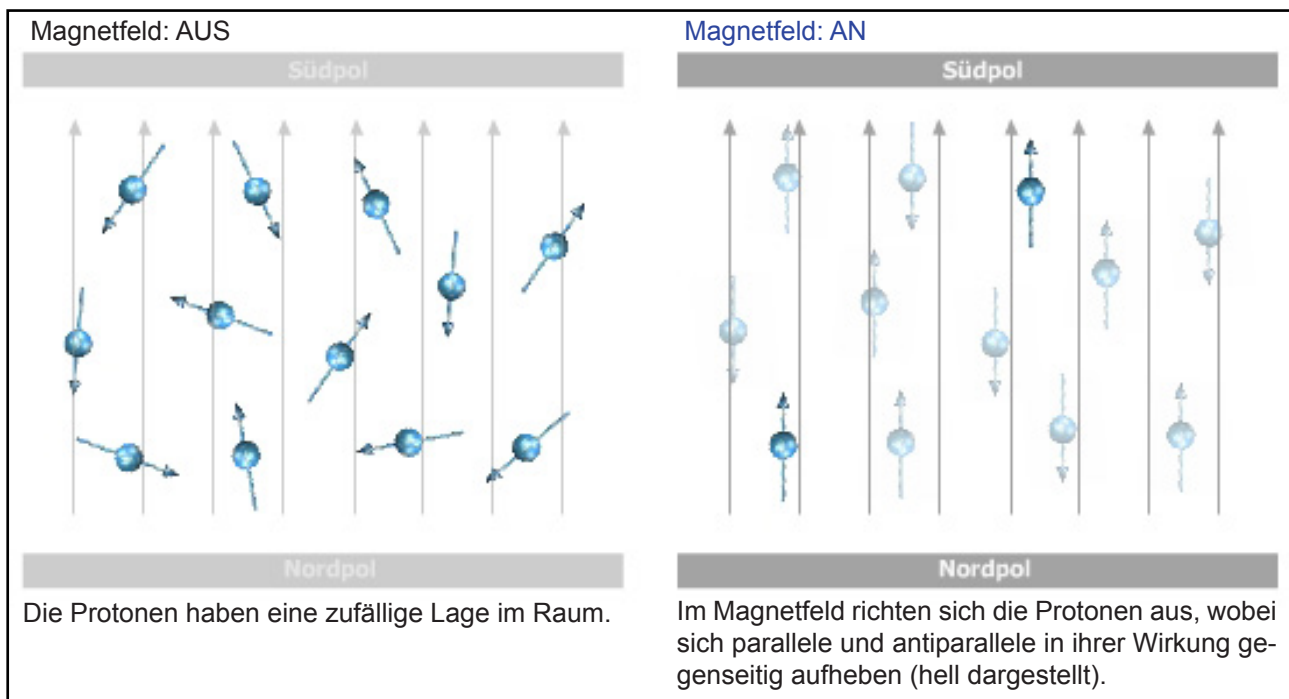 Magnetfeld: AUS
Südpol
Nordpol
Die Protonen haben eine zufällige Lage im Raum.
Magnetfeld: AN
Südpol
Nordpol
Im Magnetfeld richten sich die Protonen aus, wobei
sich parallele und antiparallele in ihrer Wirkung ge-
genseitig aufheben (hell dargestellt).